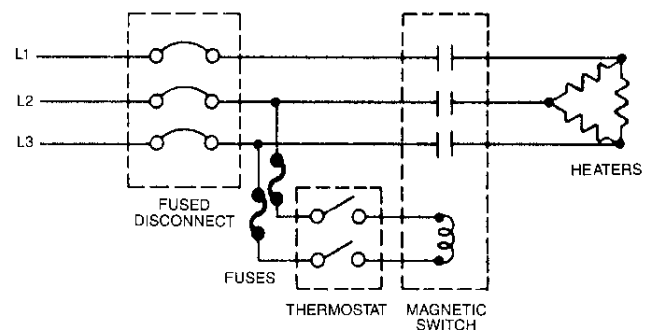 L1
L2
L3
HEATERS
FUSED
DISCONNECT
FUSES
THERMOSTAT
MAGNETIC
SWITCH